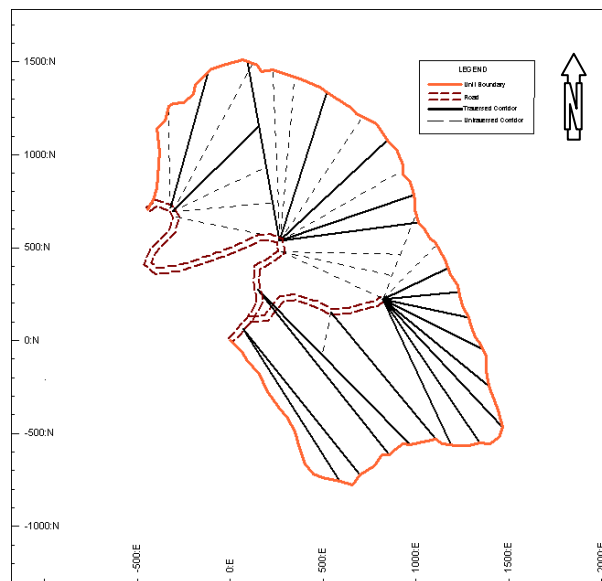 1500:N
1000:N
500:N
0:N
-500:N
-1000:N
-500:E
0:E
500:E
1000:E
1500:E
2000
LEGEND
Unit Boundary
Road
Traversed Corridor
Untraversed Corridor
N